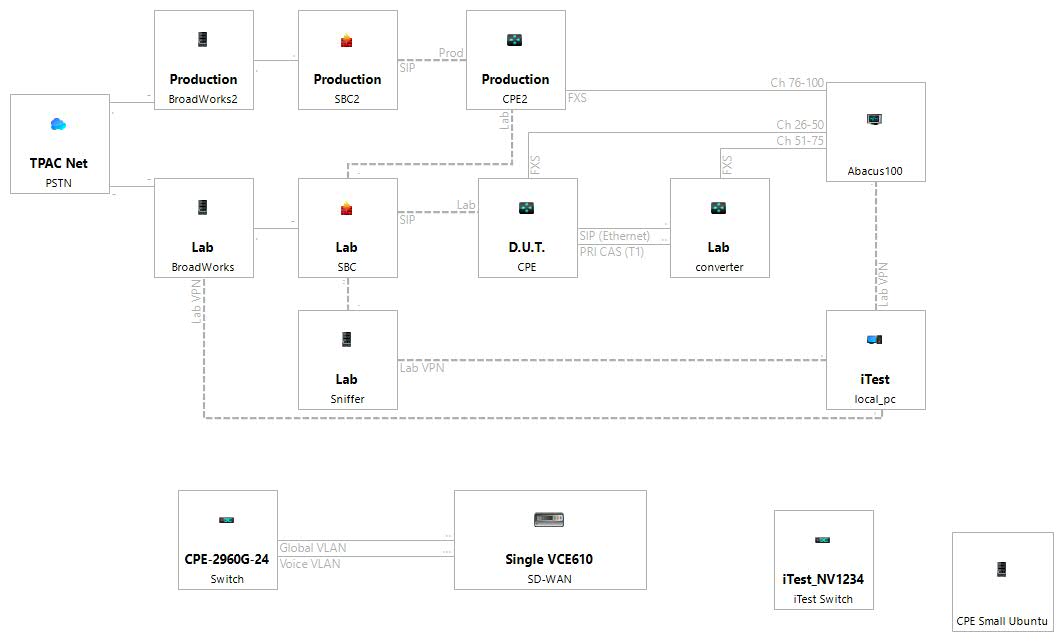 Production
BroadWorks2
Production
SBC2
Prod
SIP
Production
CPE2
FXS
Lab
Ch 76-100
Ch 26-50
Ch 51-75
Abacus100
TPAC Net
PSTN
FXS
FXS
Lab
BroadWorks
Lab
SBC
Lab
SIP
D.U.T.
CPE
SIP (Ethernet)
PRI CAS (T1)
Lab
converter
Lab VPN
Lab VPN
Lab
Sniffer
Lab VPN
iTest
local_pc
CPE-2960G-24
Switch
Global VLAN
Voice VLAN
Single VCE610
SD-WAN
iTest_NV1234
iTest Switch
CPE Small Ubuntu